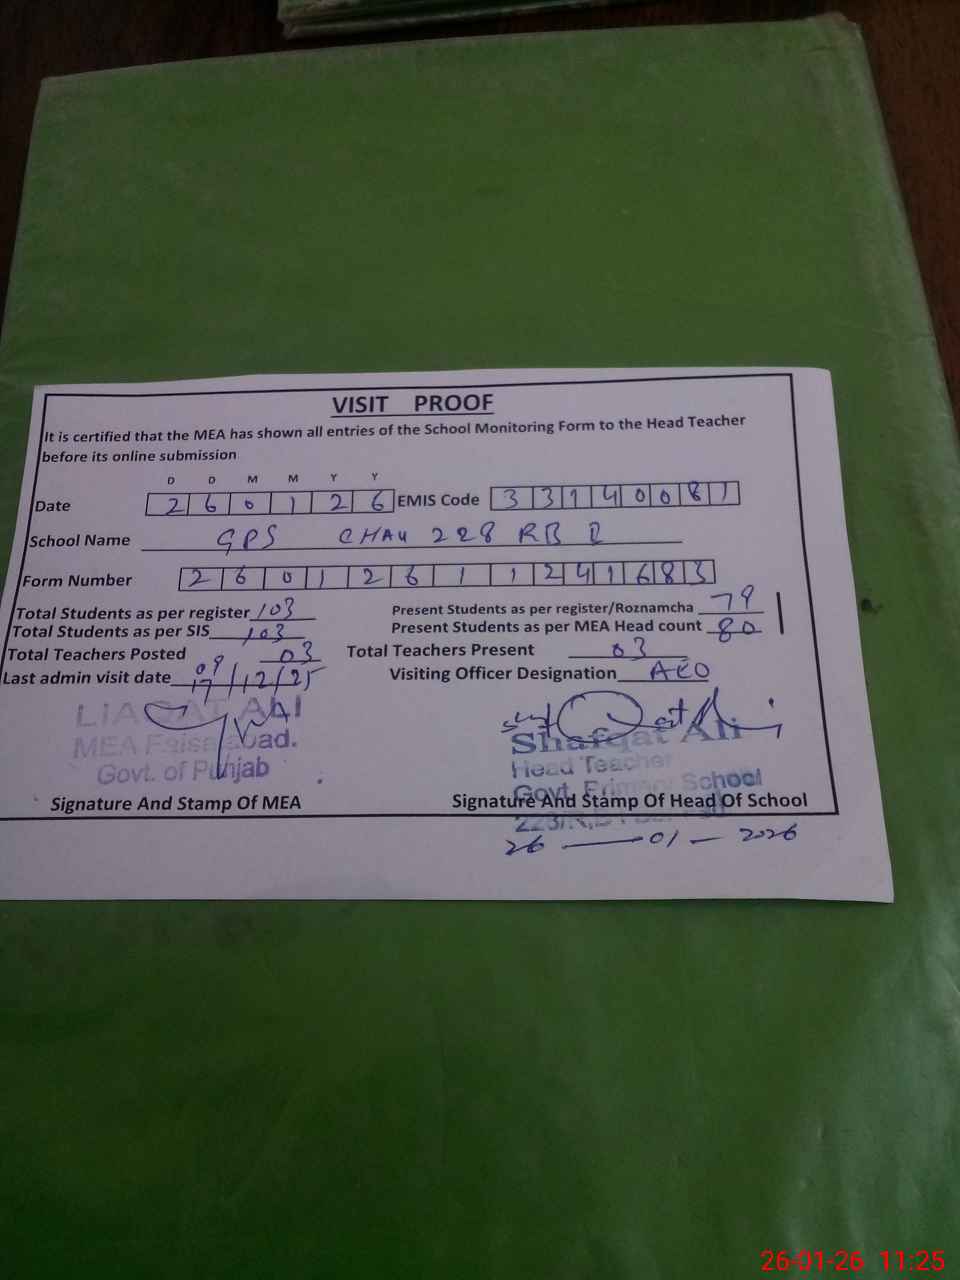 VISIT PROOF
It is certified that the MEA has shown all entries of the School Monitoring Form to the Head Teacher
before its online submission
D D M M Y Y
Date 2 6 0 1 2 6 EMIS Code 3 3 1 4 0 0 8 1
School Name GPS CHAK 228 RB
Form Number 2 6 0 1 2 6 1 1 2 4 1 6 8 3
Total Students as per register 103 Present Students as per register/Roznamcha 79
Total Students as per SIS 103 Present Students as per MEA Head count 80
Total Teachers Posted 03 Total Teachers Present 03
Last admin visit date 17/12/25 Visiting Officer Designation AEO
LIAQAT ALI
MEA Faisalabad.
Govt. of Punjab
Shafqat Ali
Head Teacher
Govt. Primary School
Signature And Stamp Of MEA Signature And Stamp Of Head Of School
26 — 01 — 2026
26-01-26 11:25